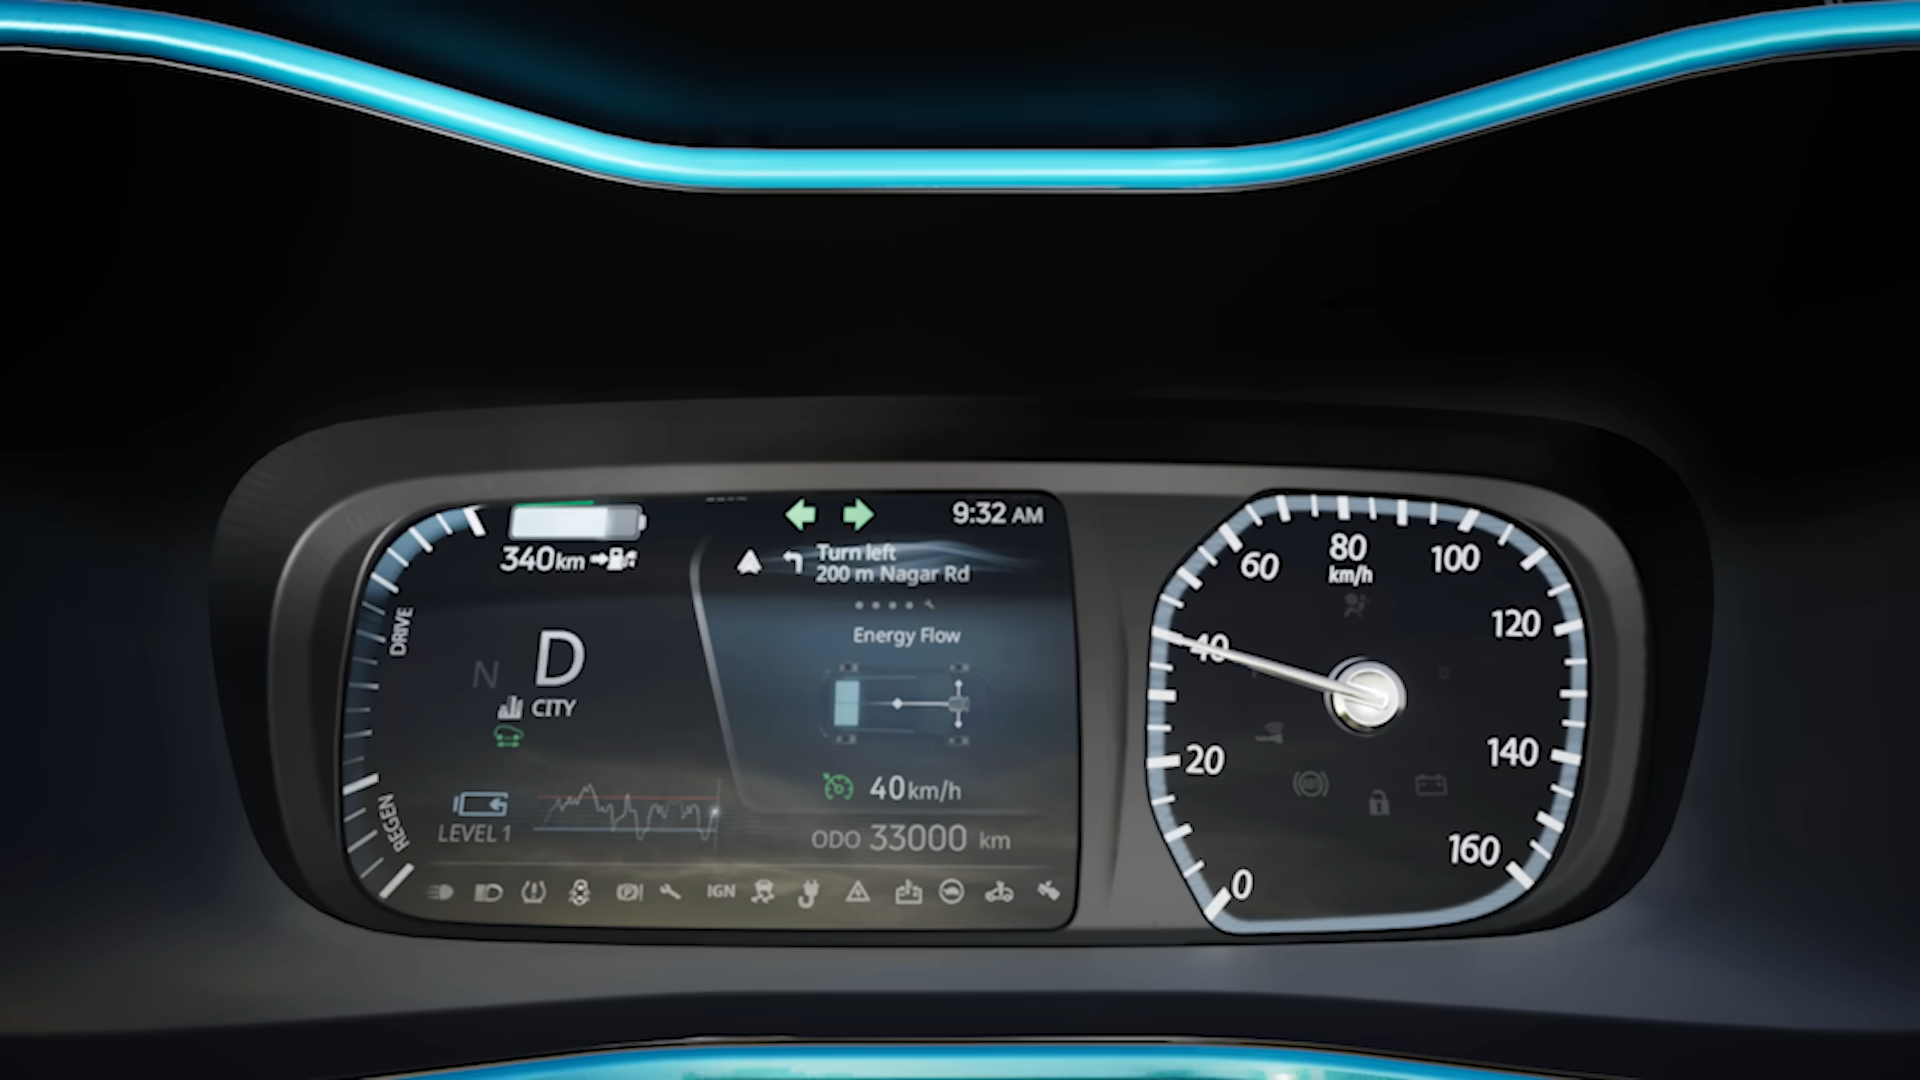 9:32 AM
340km
Turn left
200 m Nagar Rd
DRIVE
Energy Flow
N D
CITY
40km/h
REGEN
LEVEL 1
ODO 33000 km
IGN
0
20
40
60
80
km/h
100
120
140
160